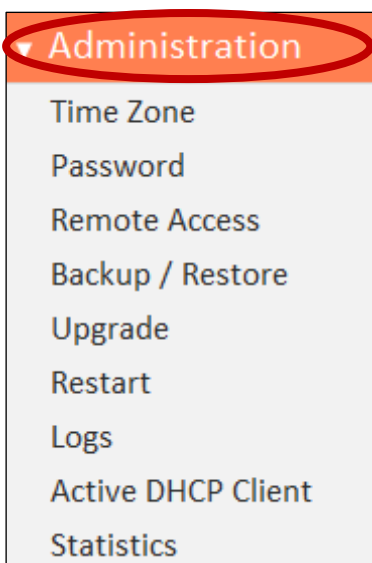 Administration
Time Zone
Password
Remote Access
Backup / Restore
Upgrade
Restart
Logs
Active DHCP Client
Statistics